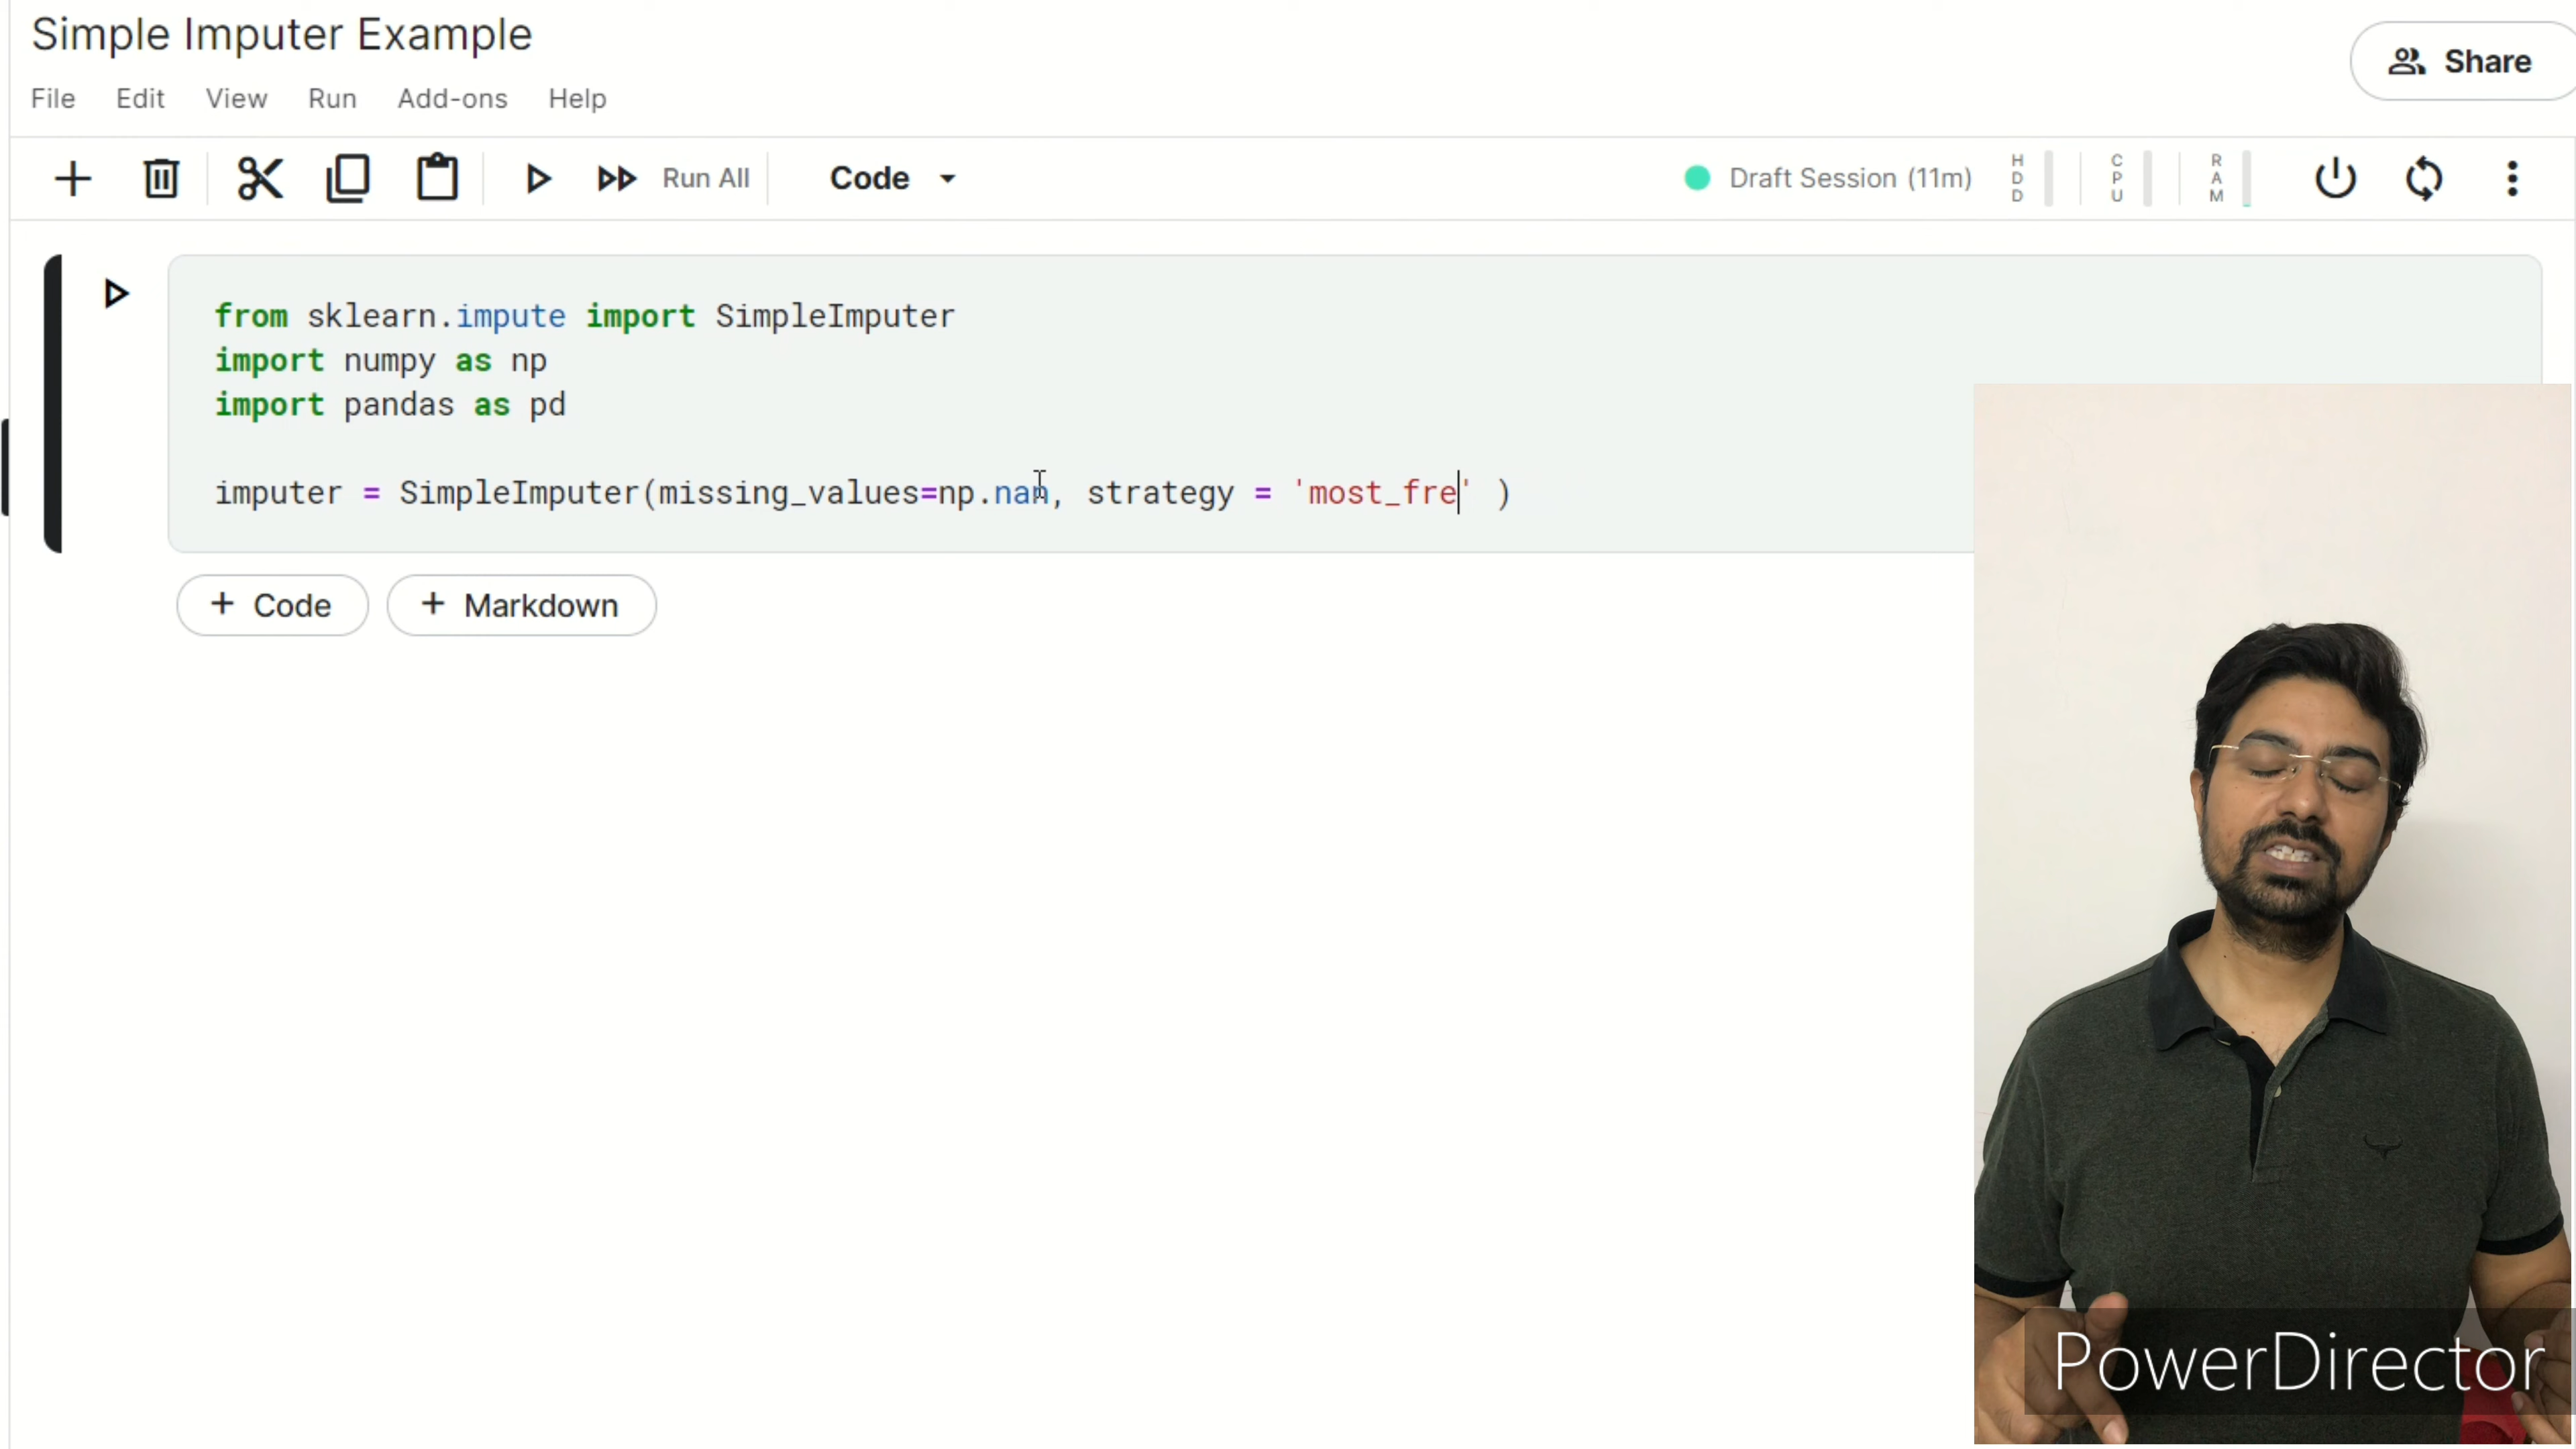 Simple Imputer Example
Share
File Edit View Run Add-ons Help
Run All Code Draft Session (11m) HDD CPU RAM
from sklearn.impute import SimpleImputer
import numpy as np
import pandas as pd
imputer = SimpleImputer(missing_values=np.nan, strategy = 'most_fre' )
+ Code + Markdown
PowerDirector